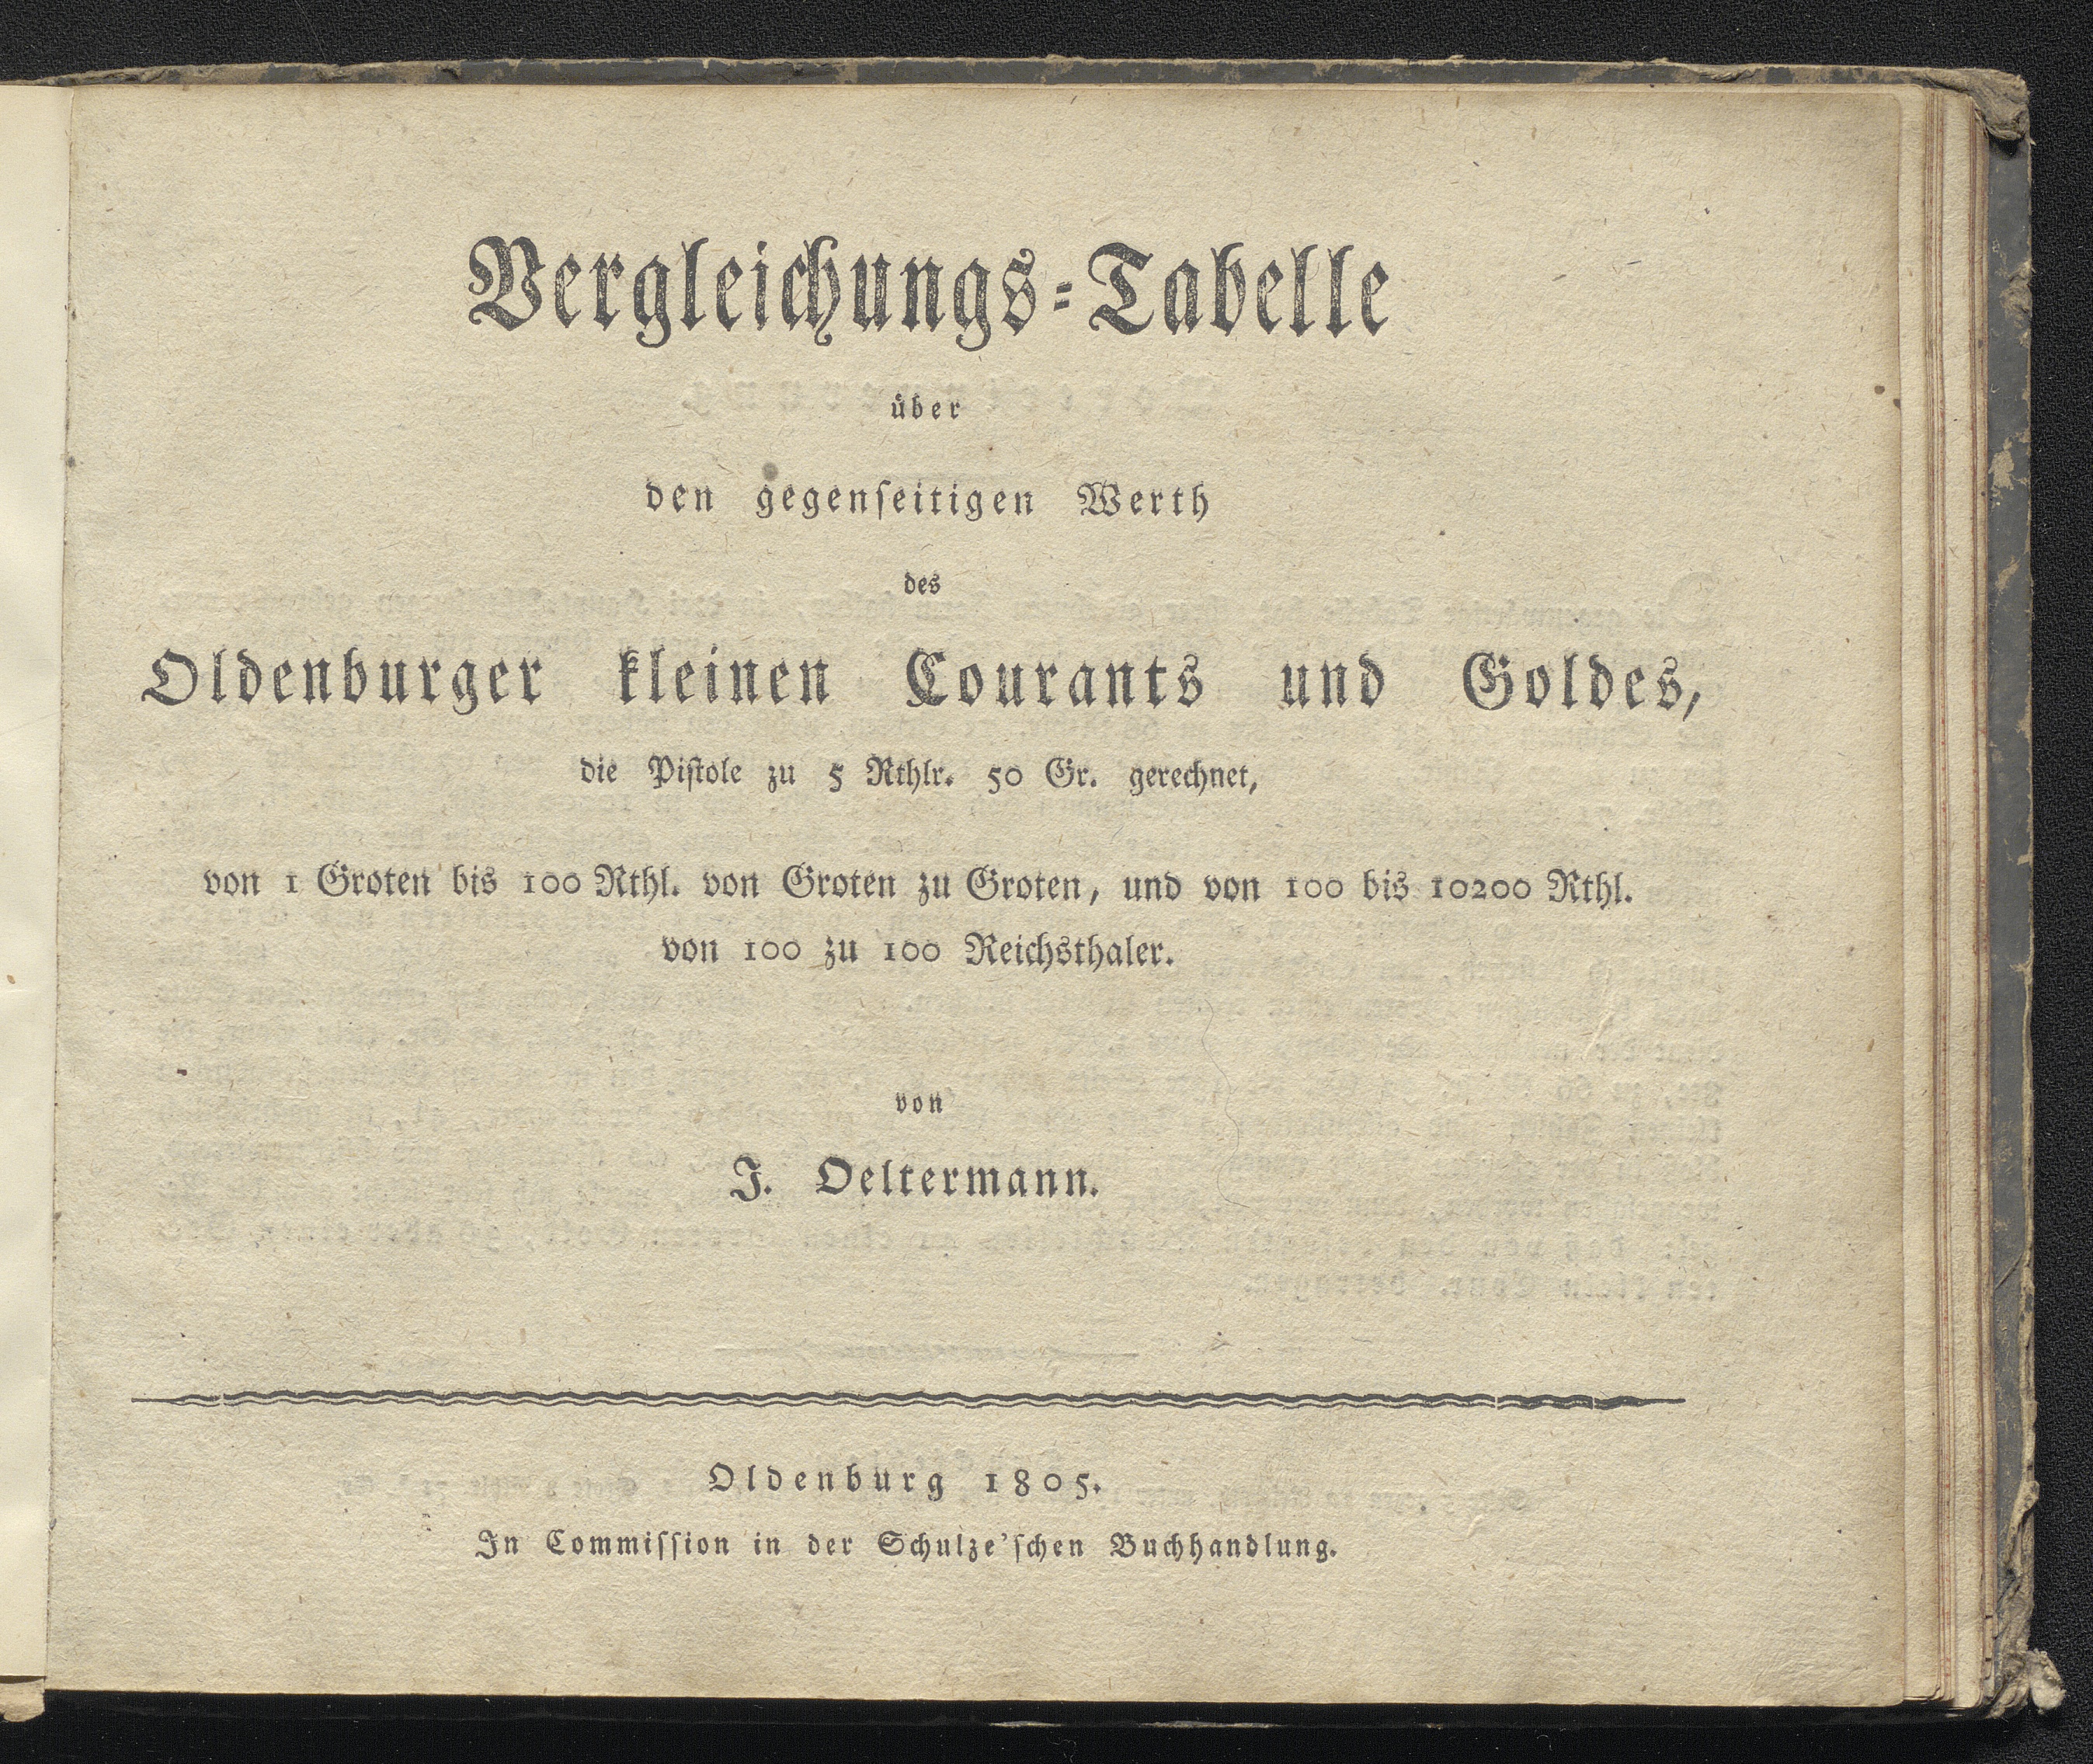 Vergleichungs-Tabelle
über
den gegenſeitigen Werth
des
Oldenburger kleinen Courants und Goldes,
die Piſtole zu 5 Rthlr. 50 Gr. gerechnet,
von 1 Groten bis 100 Rthl. von Groten zu Groten, und von 100 bis 10200 Rthl.
von 100 zu 100 Reichsthaler.
von
J. Oeltermann.
Oldenburg 1805.
In Commiſſion in der Schulze'ſchen Buchhandlung.